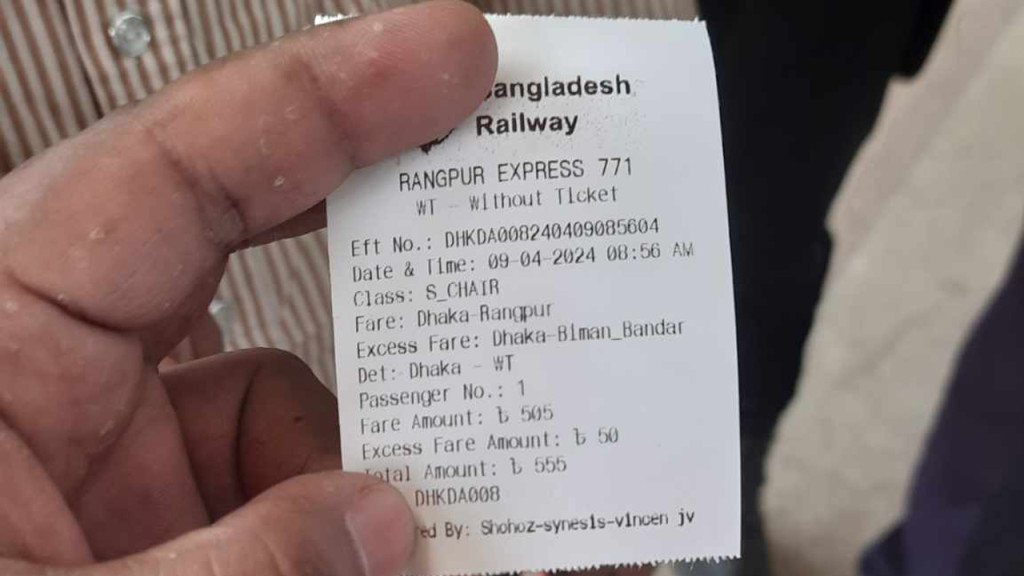 Railway
RANGPUR EXPRESS 771
WT - Without Ticket
Eft No.: DHKDA008240409085604
Date & Time: 09-04-2024 08:56 AM
Class: S_CHAIR
Fare: Dhaka-Rangpur
Excess Fare: Dhaka-Biman_Bandar
Det: Dhaka - WT
Passenger No.: 1
Fare Amount: ৳ 505
Excess Fare Amount: ৳ 50
Amount: ৳ 555
DHKDA008
By: Shohoz-synesis-vincen jv